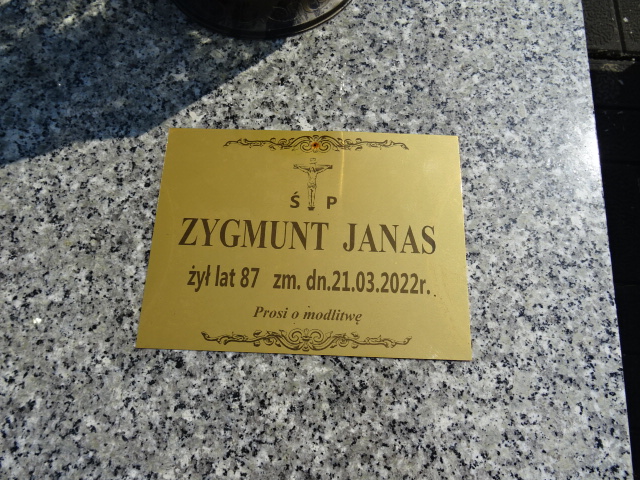 Ś P
ZYGMUNT JANAS
żył lat 87 zm. dn.21.03.2022r.
Prosi o modlitwę